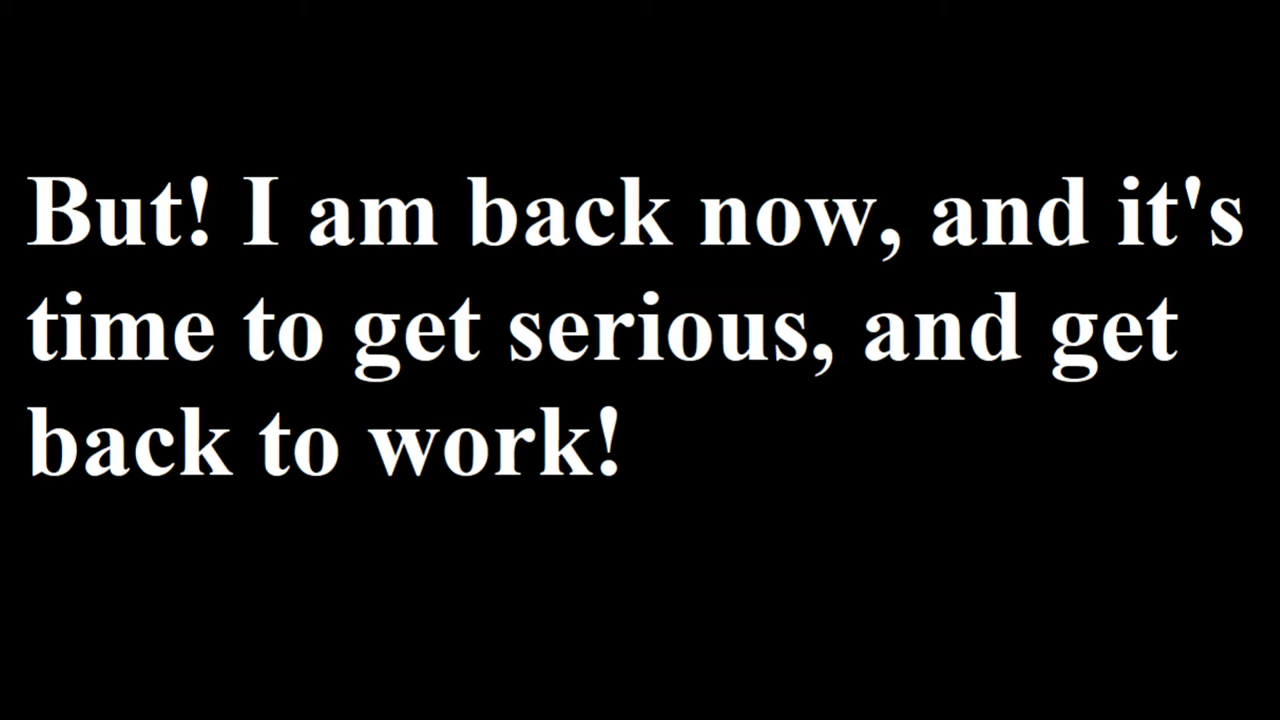 But! I am back now, and it's
time to get serious, and get
back to work!